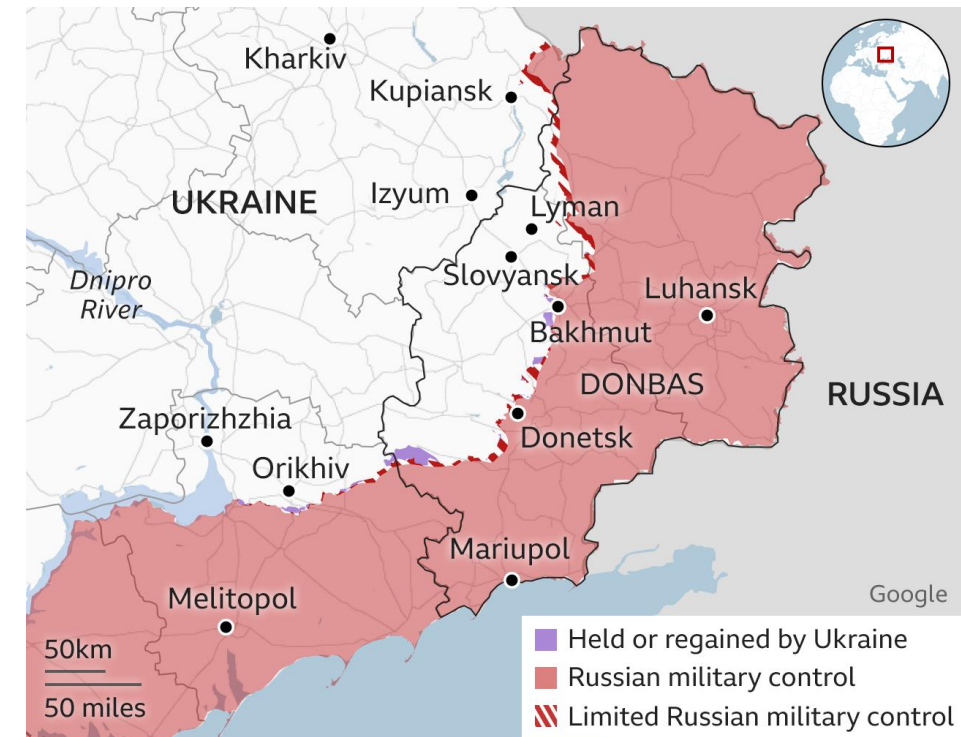 Kharkiv
Kupiansk
Izyum
UKRAINE
Lyman
Slovyansk
Dnipro
River
Luhansk
Bakhmut
DONBAS
RUSSIA
Zaporizhzhia
Donetsk
Orikhiv
Mariupol
Melitopol
Google
50km
50 miles
Held or regained by Ukraine
Russian military control
Limited Russian military control